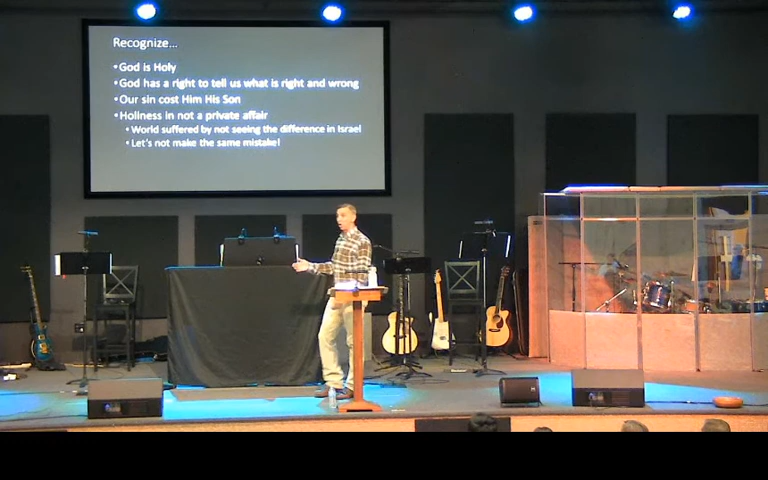 Recognize...
•God is Holy
•God has a right to tell us what is right and wrong
•Our sin cost Him His Son
•Holiness in not a private affair
•World suffered by not seeing the difference in Israel
•Let's not make the same mistake!